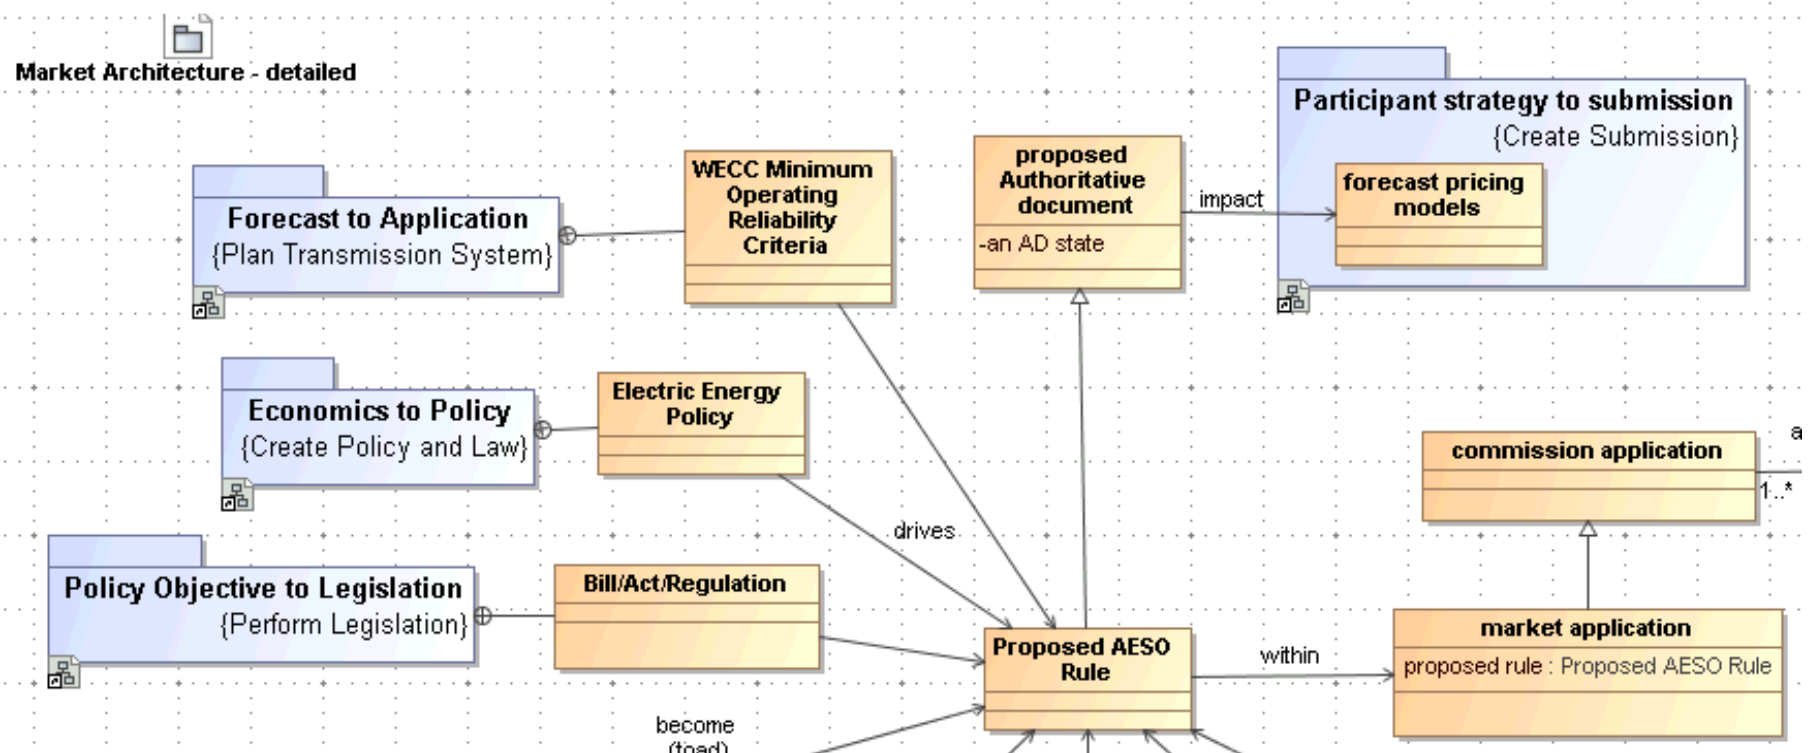 Market Architecture - detailed
Participant strategy to submission
{Create Submission}
forecast pricing
models
proposed
Authoritative
document
-an AD state
impact
WECC Minimum
Operating
Reliability
Criteria
Forecast to Application
{Plan Transmission System}
Electric Energy
Policy
Economics to Policy
{Create Policy and Law}
commission application
a
1..*
drives
Policy Objective to Legislation
{Perform Legislation}
Bill/Act/Regulation
Proposed AESO
Rule
within
market application
proposed rule : Proposed AESO Rule
become
(toad)